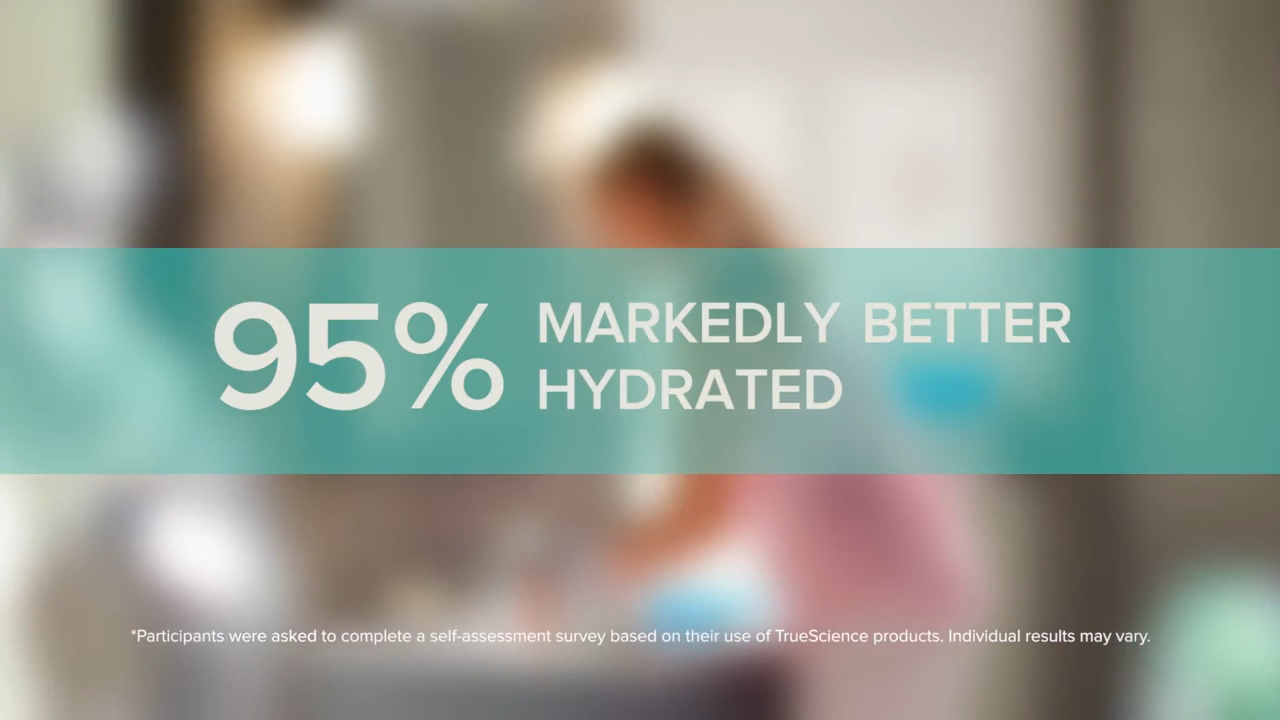 95% MARKEDLY BETTER
HYDRATED
*Participants were asked to complete a self-assessment survey based on their use of TrueScience products. Individual results may vary.